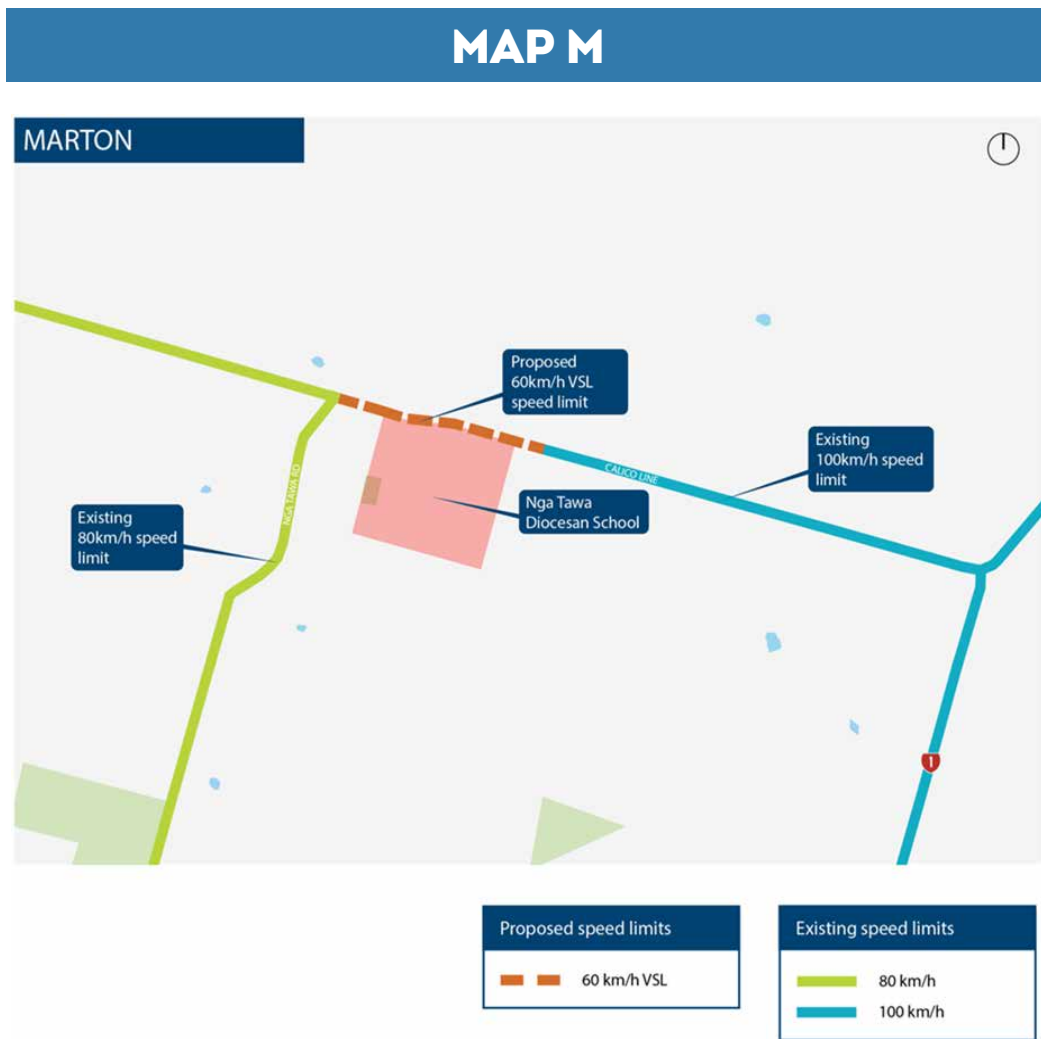 MAP M
MARTON
Proposed
60km/h VSL
speed limit
Existing
100km/h speed
limit
CALICO LINE
NGA TAWA RD
Nga Tawa
Diocesan School
Existing
80km/h speed
limit
1
Proposed speed limits
60 km/h VSL
Existing speed limits
80 km/h
100 km/h